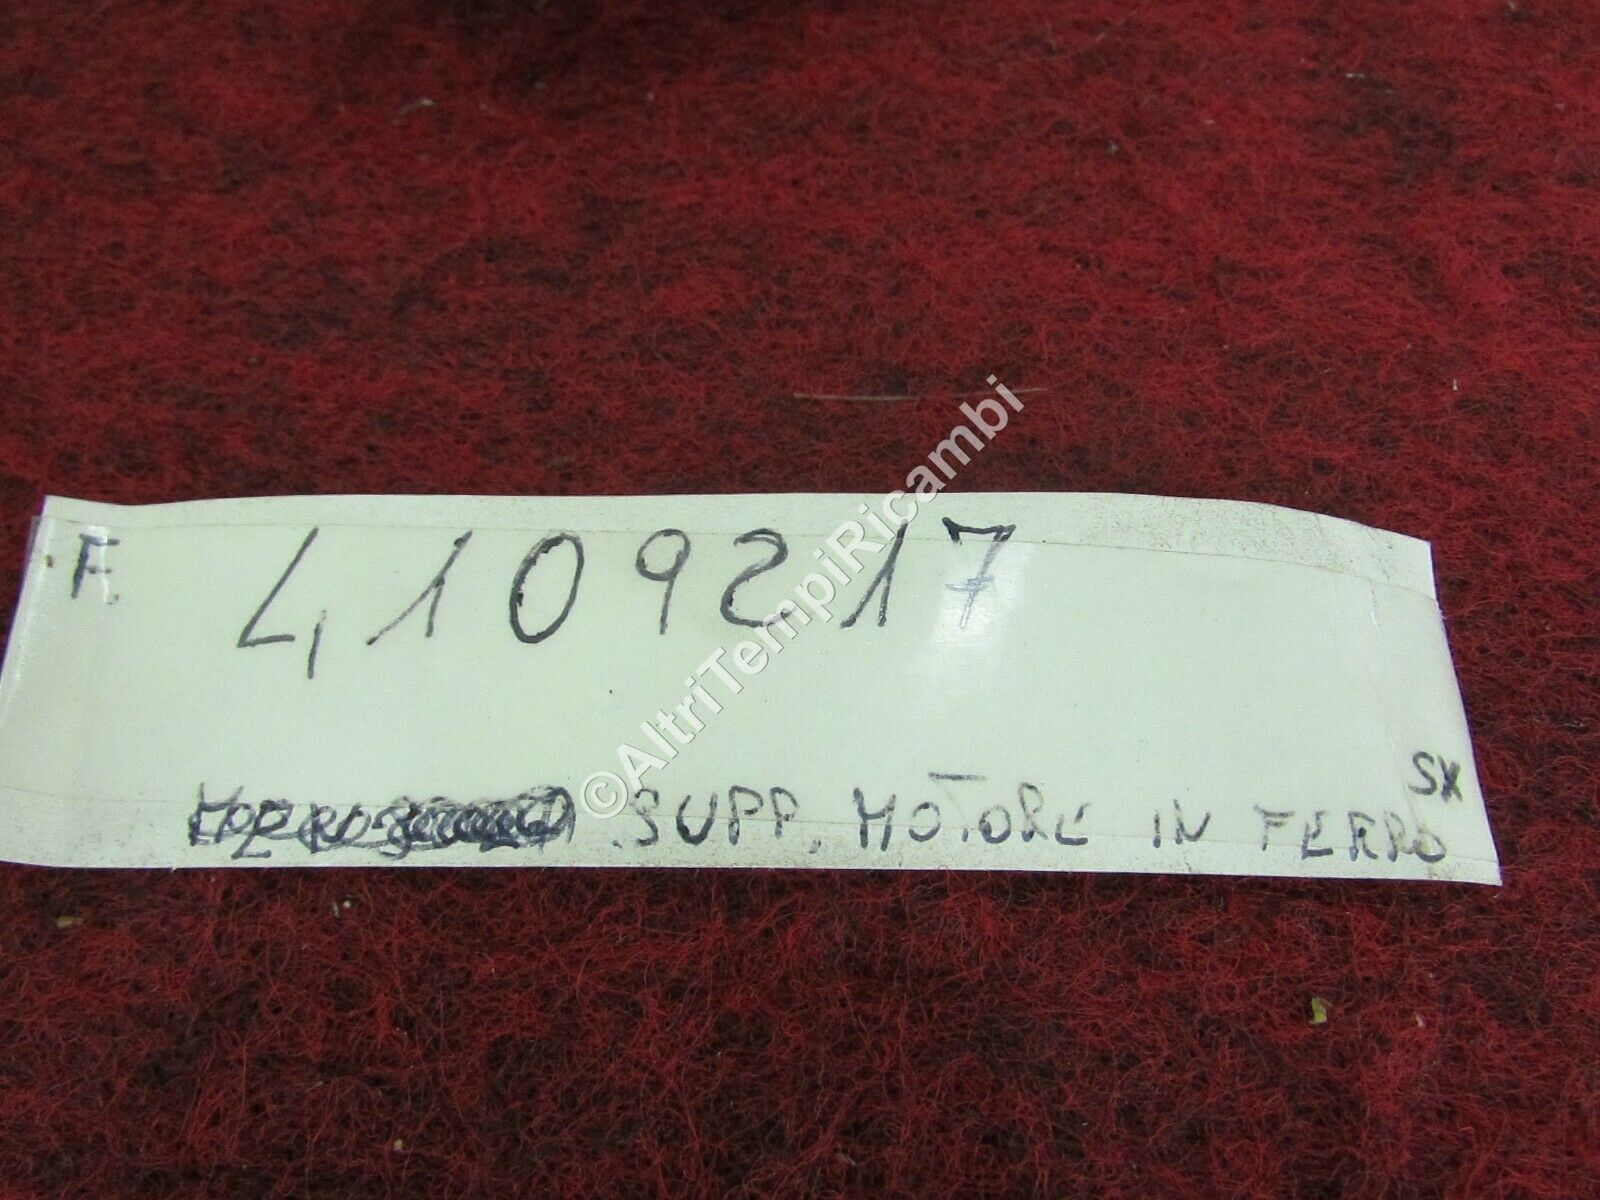 F. 4109217
SX
SUPP. MOTORE IN FERRO
©AltriTempiRicambi